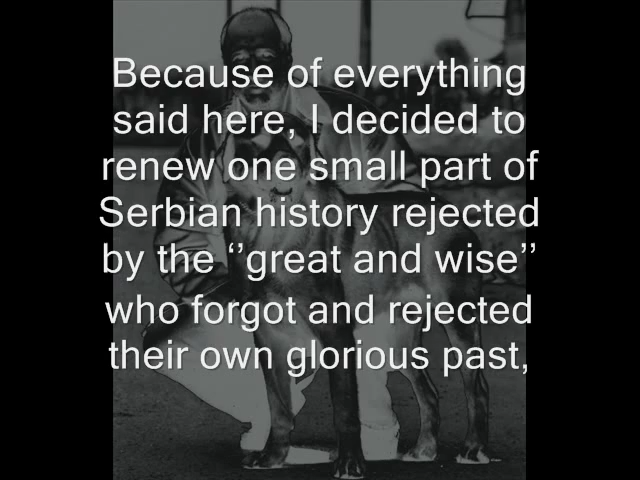 Because of everything
said here, I decided to
renew one small part of
Serbian history rejected
by the ‘’great and wise’’
who forgot and rejected
their own glorious past,